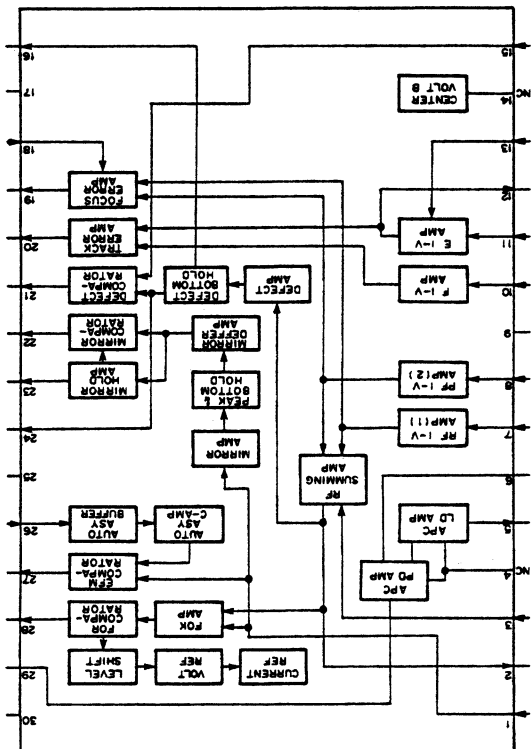 16
15
17
CENTER
VOLT B
14
NC
18
13
FOCUS
ERROR
AMP
19
12
TRACK
ERROR
AMP
20
E I-V
AMP
11
DEFECT
COMPA-
RATOR
21
DEFECT
BOTTOM
HOLD
DEFECT
AMP
F I-V
AMP
10
MIRROR
COMPA-
RATOR
22
MIRROR
DEFFER
AMP
9
MIRROR
HOLD
AMP
23
PEAK &
BOTTOM
HOLD
PF I-V
AMP(2)
8
24
MIRROR
AMP
RF I-V
AMP(1)
7
25
RF
SUMMING
AMP
6
26
AUTO
ASY
BUFFER
AUTO
ASY
C-AMP
APC
LD AMP
5
EFM
COMPA-
RATOR
27
APC
PD AMP
4
NC
FOR
COMPA-
RATOR
28
FOK
AMP
3
29
LEVEL
SHIFT
VOLT
REF
CURRENT
REF
2
30
1